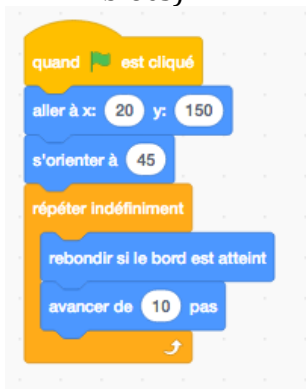 quand est cliqué
aller à x: 20 y: 150
s'orienter à 45
répéter indéfiniment
rebondir si le bord est atteint
avancer de 10 pas